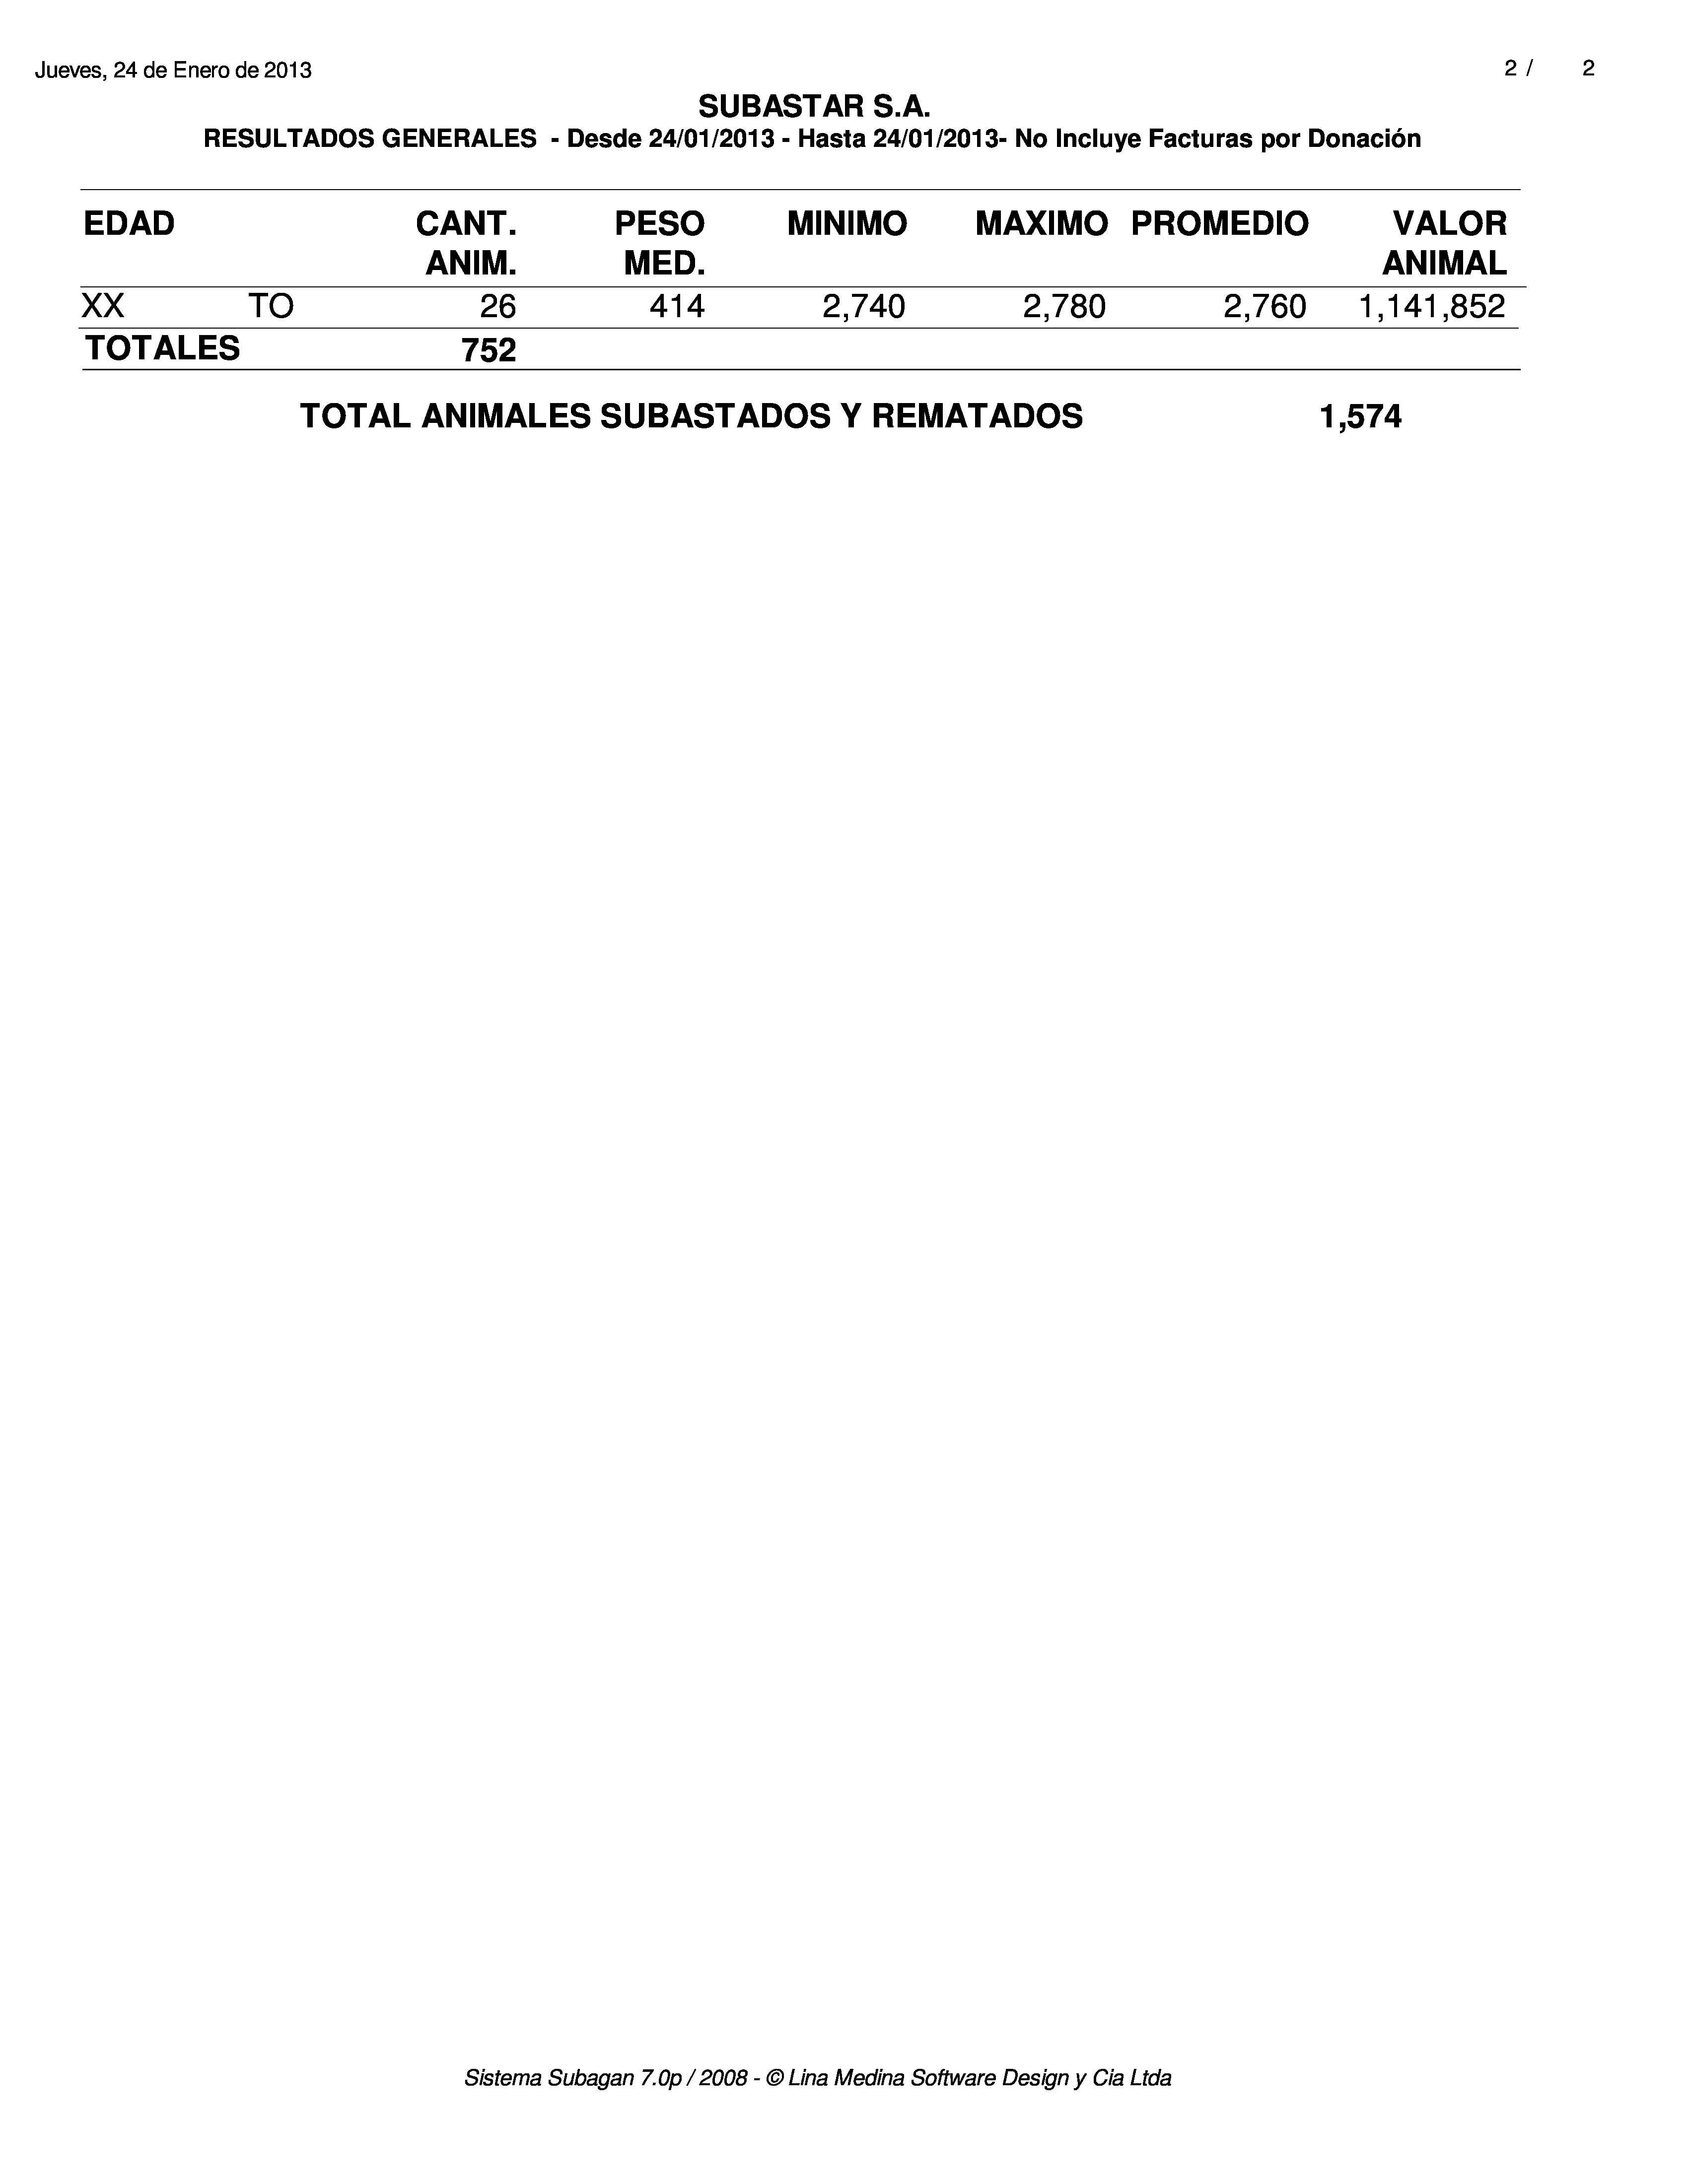 Jueves, 24 de Enero de 2013 2 / 2
SUBASTAR S.A.
RESULTADOS GENERALES - Desde 24/01/2013 - Hasta 24/01/2013- No Incluye Facturas por Donación
EDAD CANT. PESO MINIMO MAXIMO PROMEDIO VALOR
ANIM. MED. ANIMAL
XX TO 26 414 2,740 2,780 2,760 1,141,852
TOTALES 752
TOTAL ANIMALES SUBASTADOS Y REMATADOS 1,574
Sistema Subagan 7.0p / 2008 - © Lina Medina Software Design y Cia Ltda